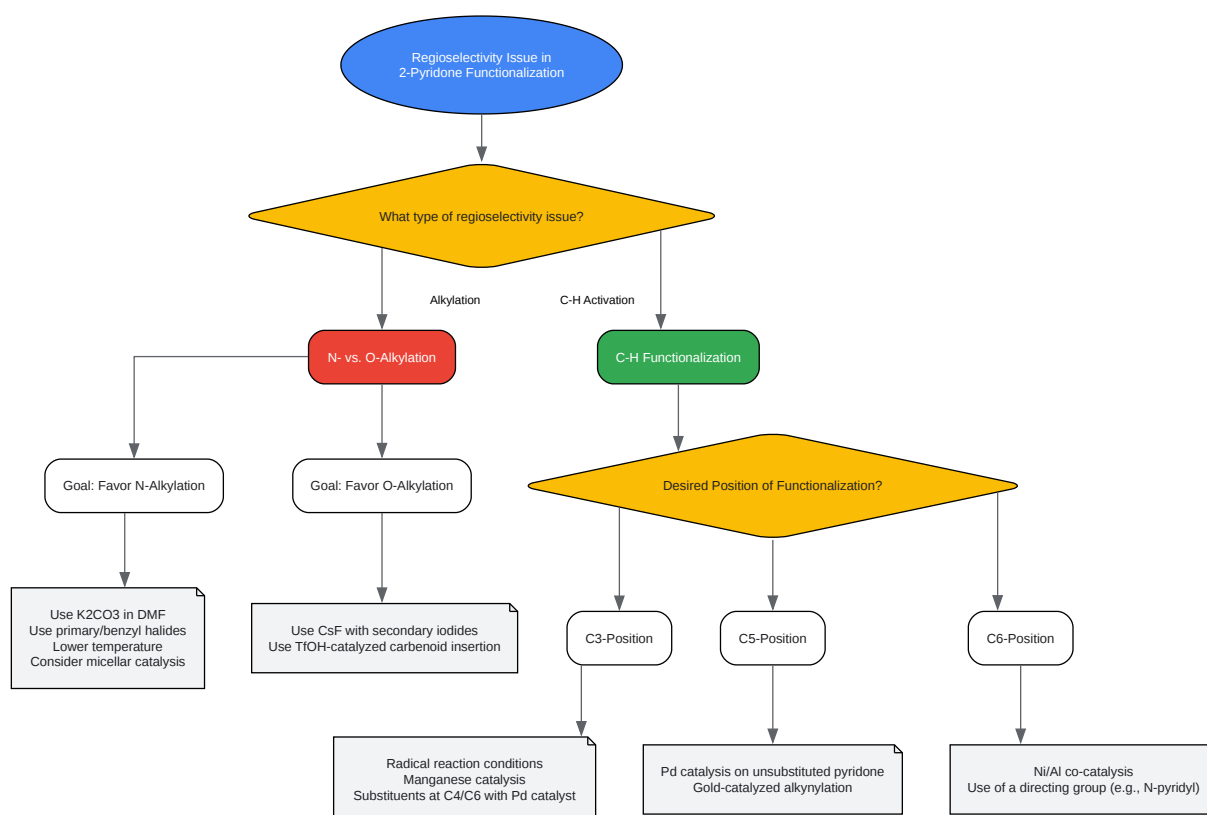 Regioselectivity Issue in
2-Pyridone Functionalization
What type of regioselectivity issue?
Alkylation
C-H Activation
N- vs. O-Alkylation
C-H Functionalization
Goal: Favor N-Alkylation
Goal: Favor O-Alkylation
Desired Position of Functionalization?
Use K2CO3 in DMF
Use primary/benzyl halides
Lower temperature
Consider micellar catalysis
Use CsF with secondary iodides
Use TfOH-catalyzed carbenoid insertion
C3-Position
C5-Position
C6-Position
Radical reaction conditions
Manganese catalysis
Substituents at C4/C6 with Pd catalyst
Pd catalysis on unsubstituted pyridone
Gold-catalyzed alkynylation
Ni/Al co-catalysis
Use of a directing group (e.g., N-pyridyl)